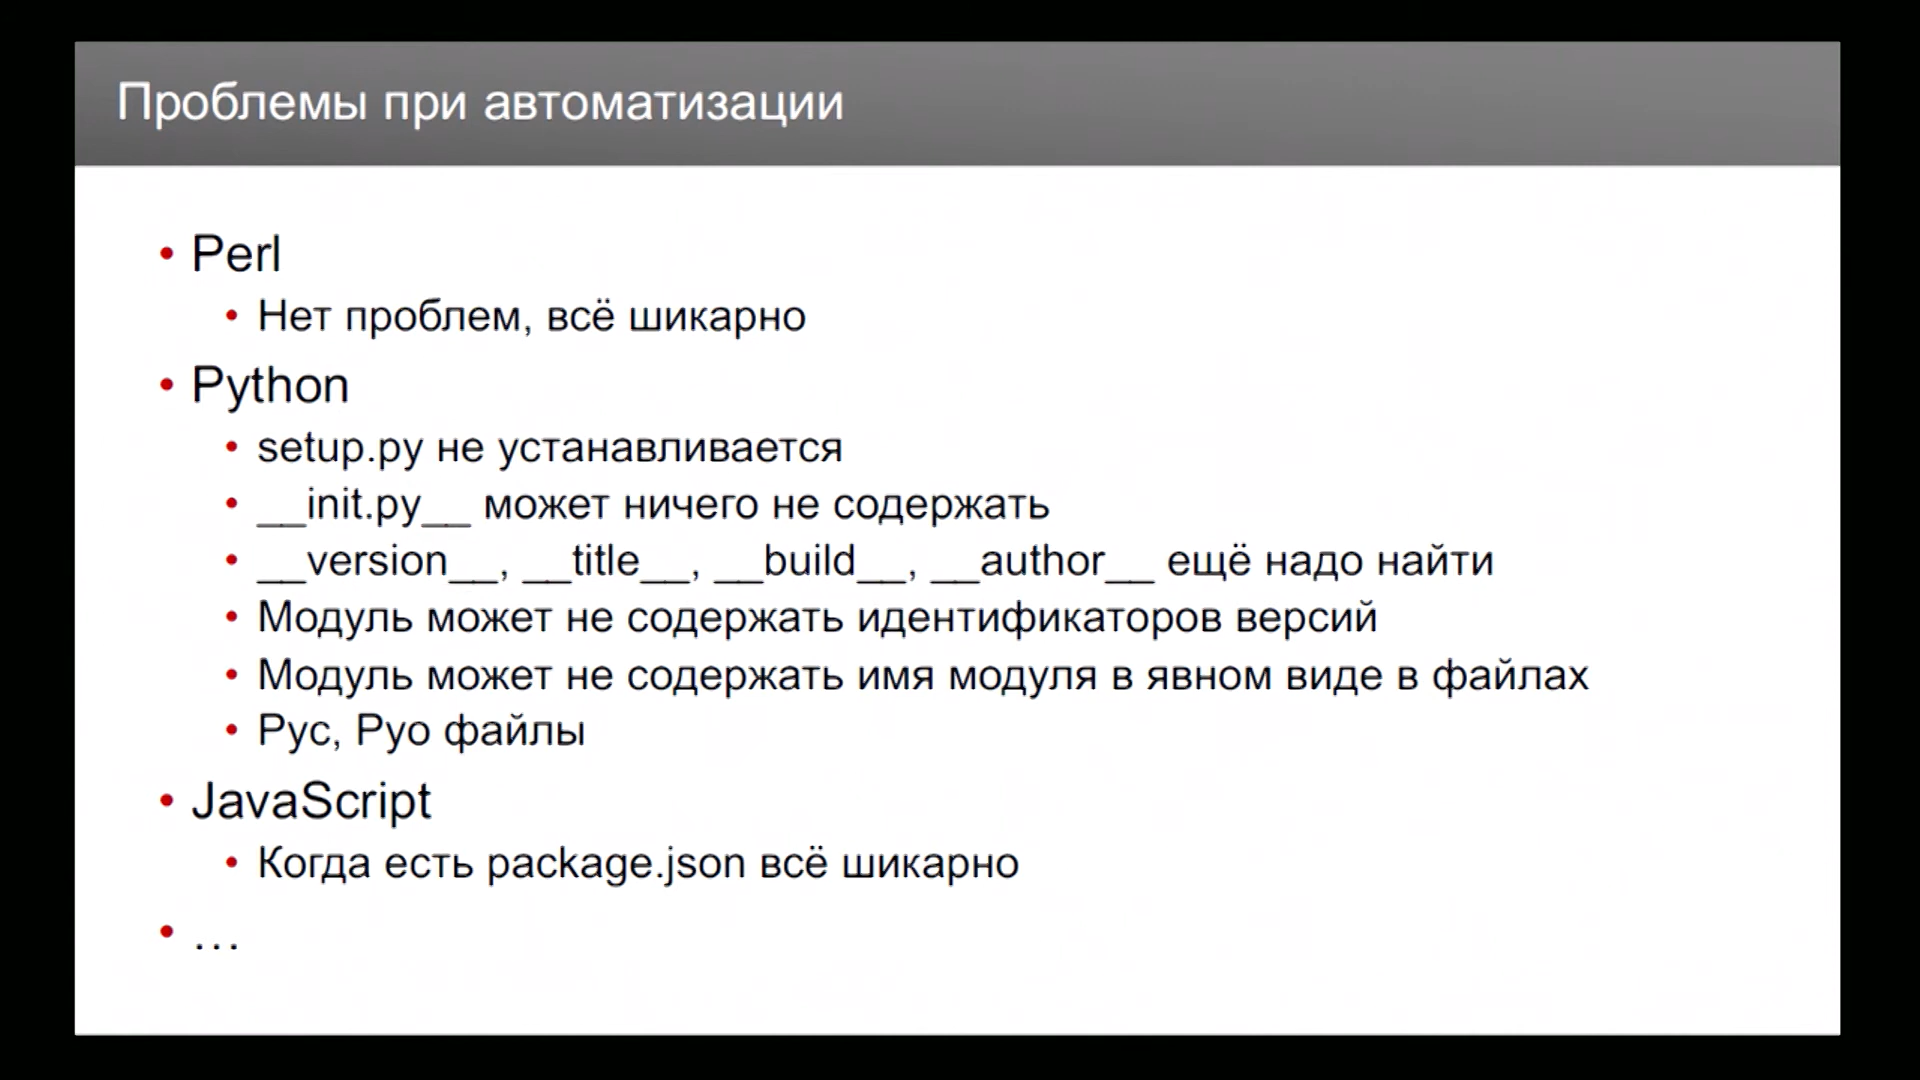 Проблемы при автоматизации
• Perl
• Нет проблем, всё шикарно
• Python
• setup.py не устанавливается
• __init.py__ может ничего не содержать
• __version__, __title__, __build__, __author__ ещё надо найти
• Модуль может не содержать идентификаторов версий
• Модуль может не содержать имя модуля в явном виде в файлах
• Pyc, Pyo файлы
• JavaScript
• Когда есть package.json всё шикарно
• …